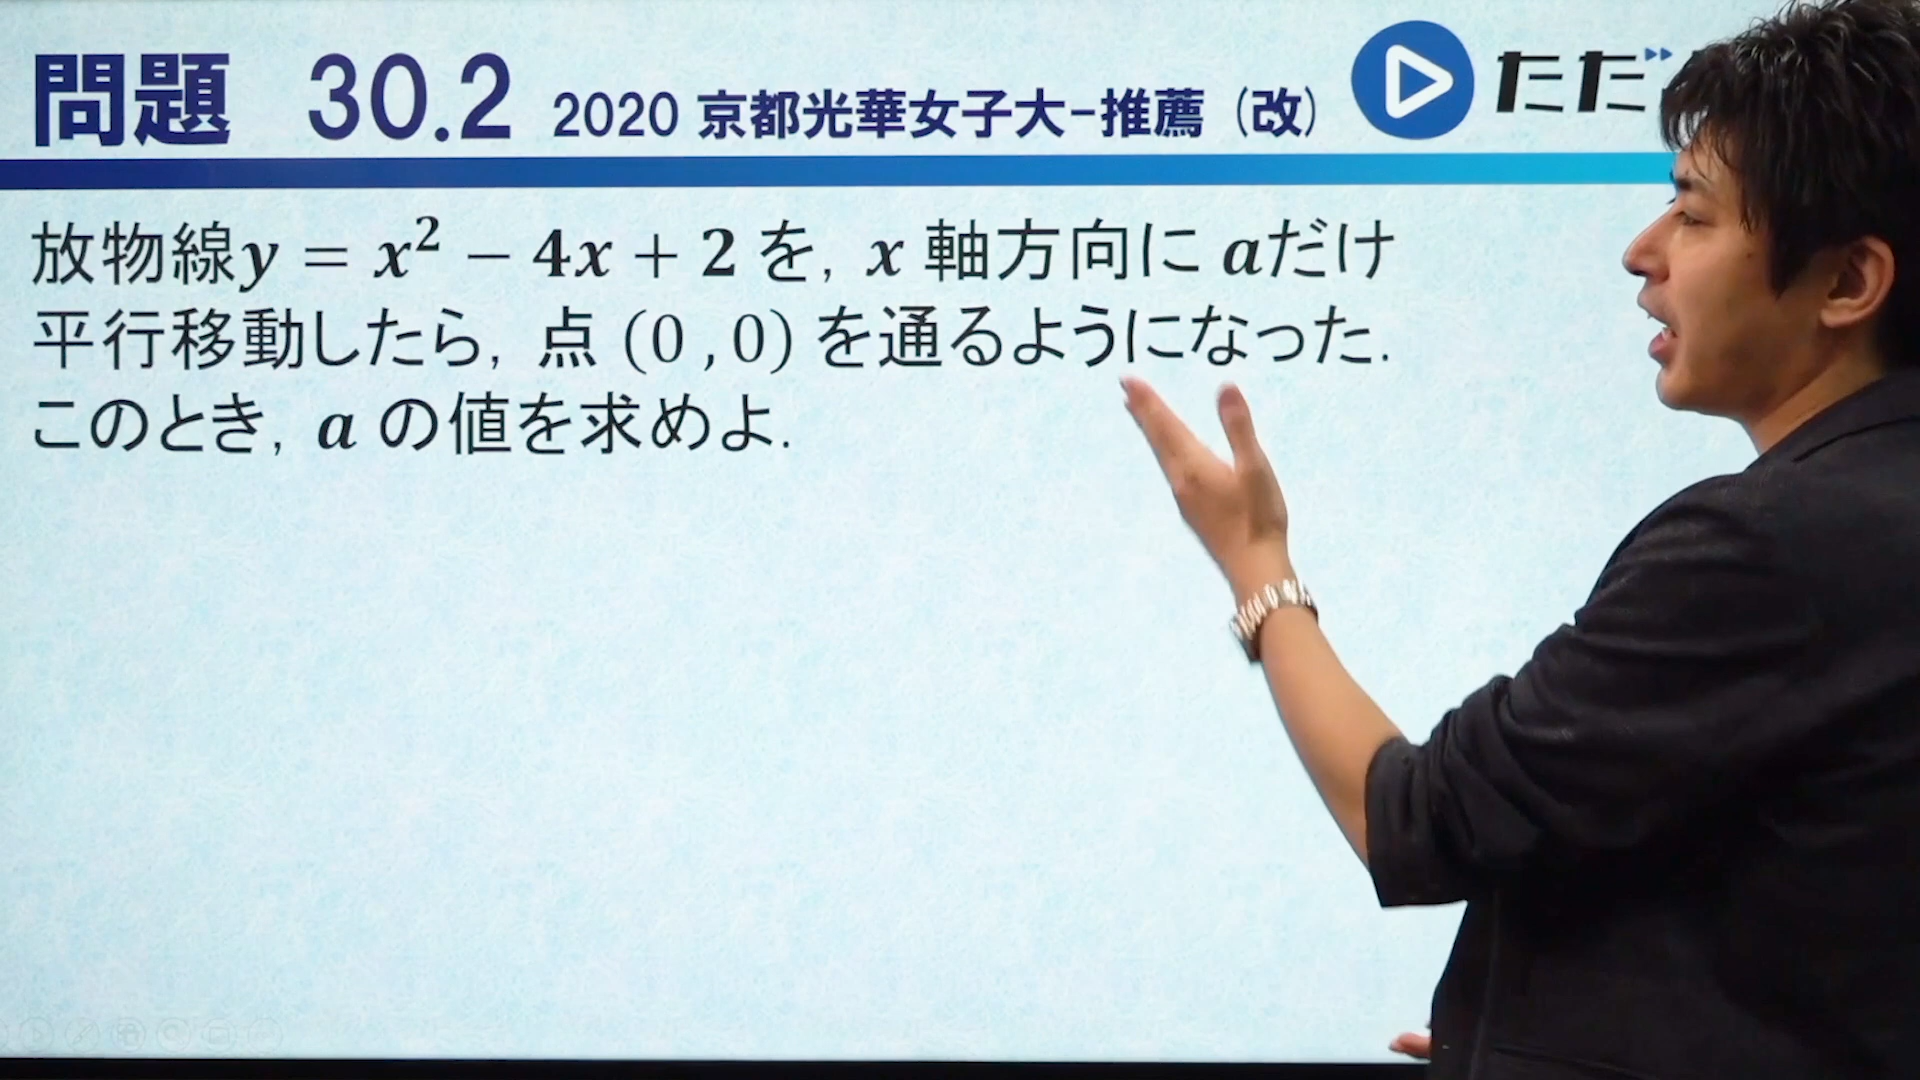 問題 30.2 2020 京都光華女子大-推薦 (改)
ただ
放物線y = x² − 4x + 2 を, x 軸方向に aだけ
平行移動したら, 点 (0 , 0) を通るようになった.
このとき, a の値を求めよ.